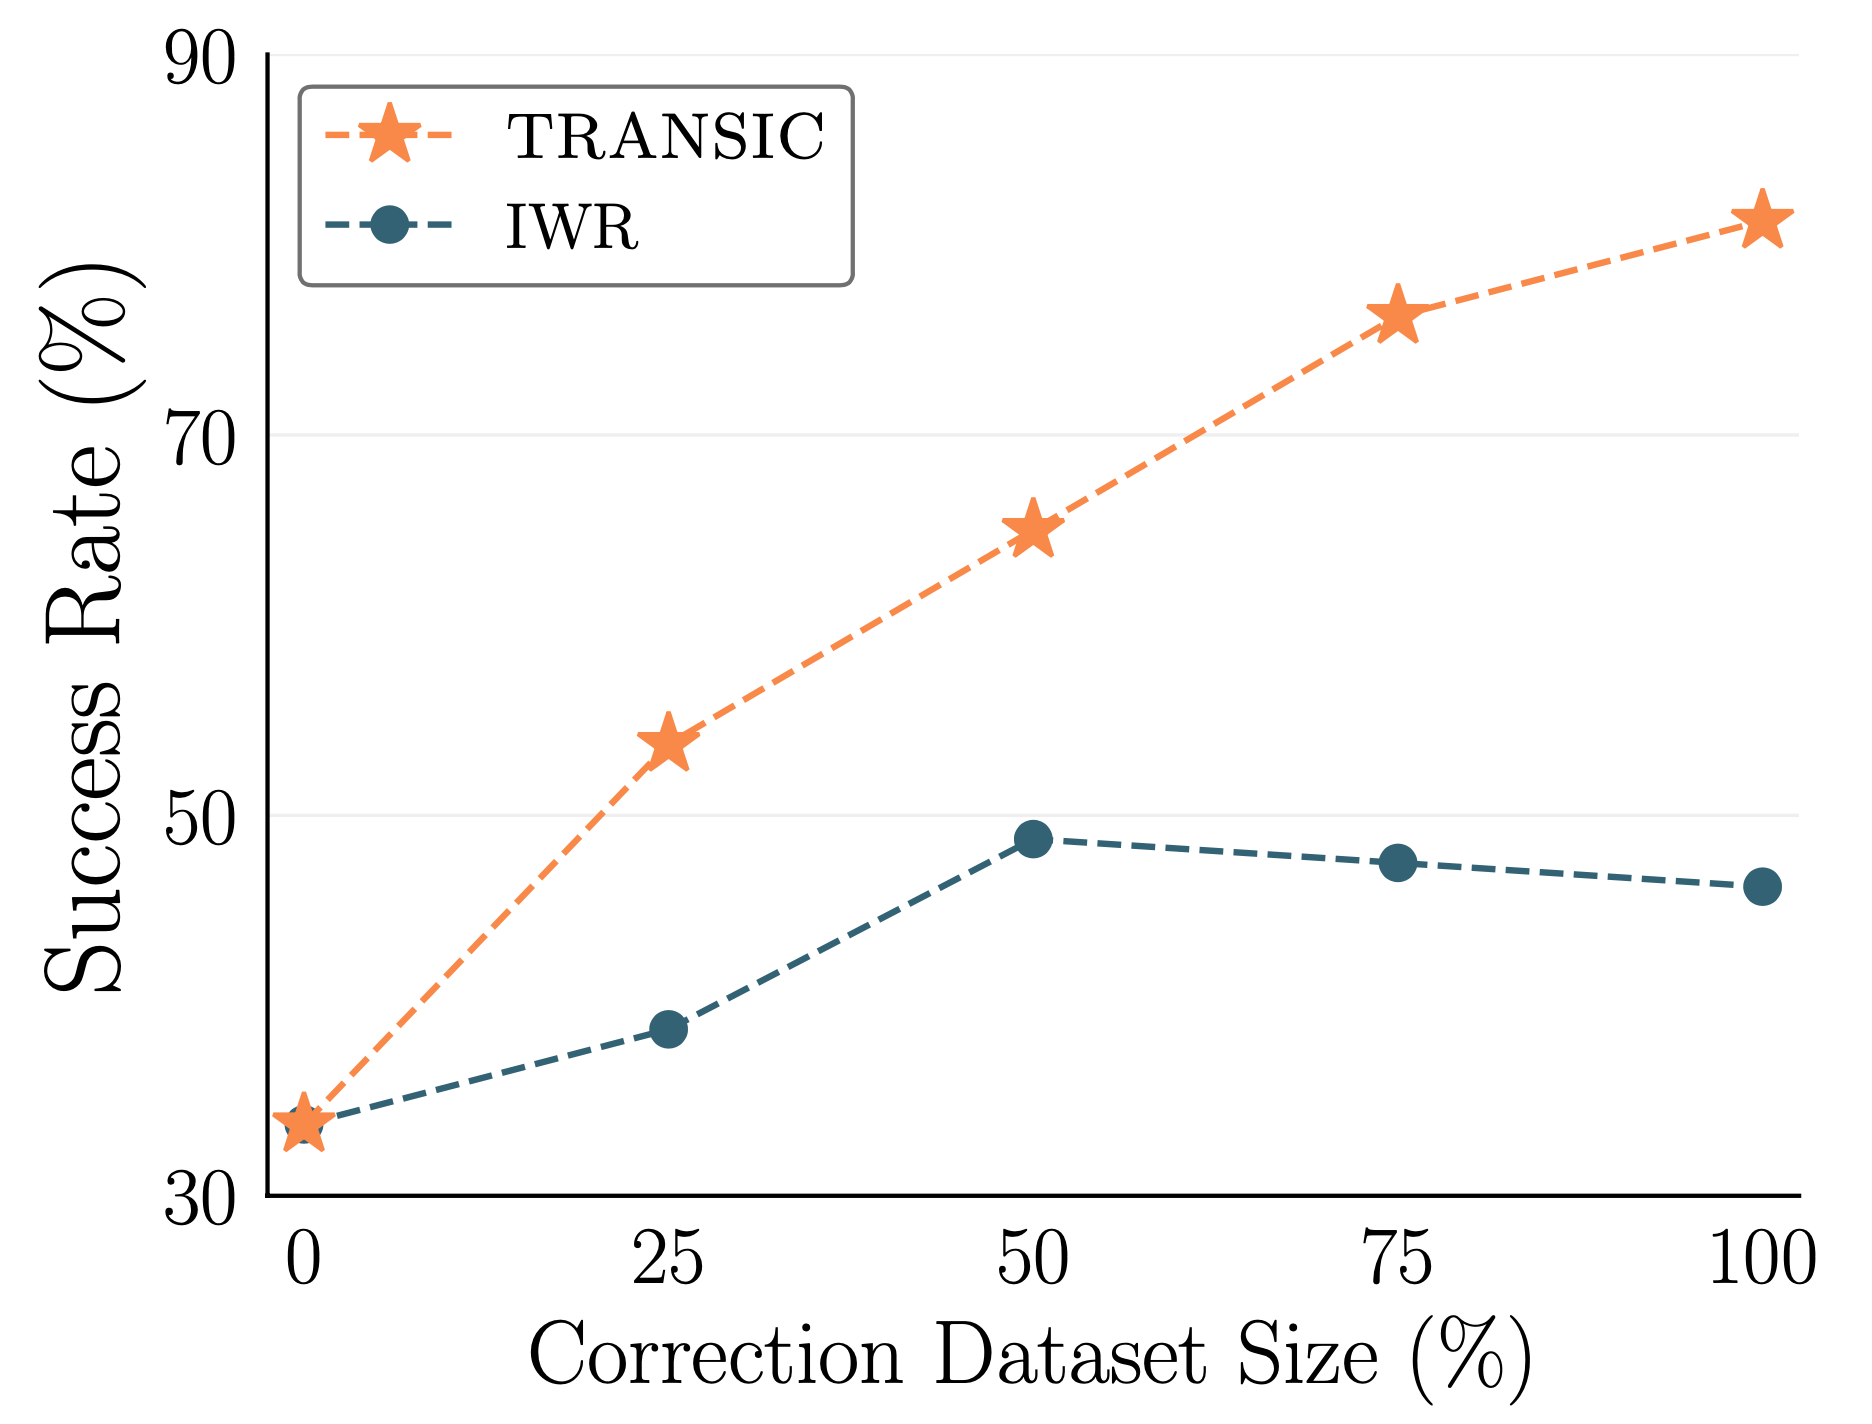 90
TRANSIC
IWR
70
50
30
Success Rate (%)
0 25 50 75 100
Correction Dataset Size (%)